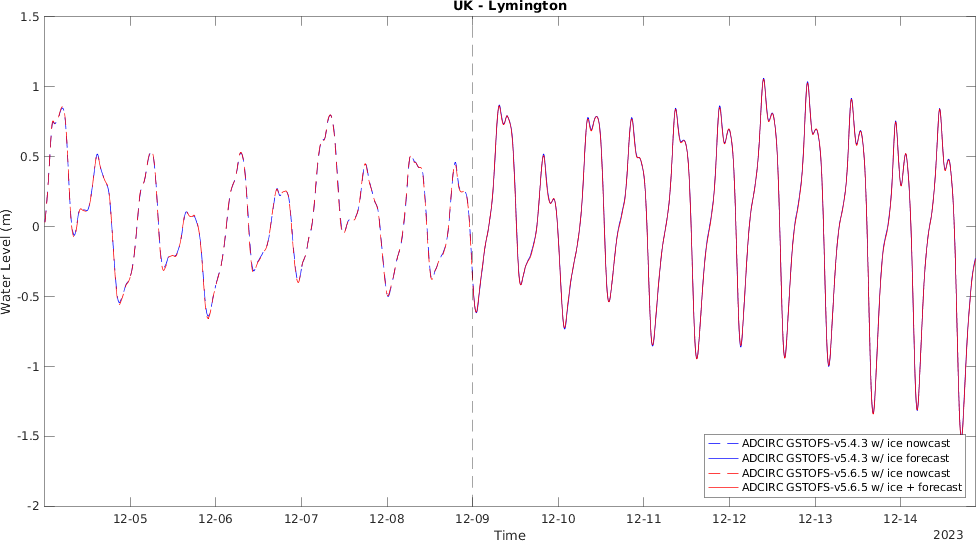 UK - Lymington
1.5
1
0.5
0
-0.5
-1
-1.5
-2
Water Level (m)
12-05 12-06 12-07 12-08 12-09 12-10 12-11 12-12 12-13 12-14
Time
2023
ADCIRC GSTOFS-v5.4.3 w/ ice nowcast
ADCIRC GSTOFS-v5.4.3 w/ ice forecast
ADCIRC GSTOFS-v5.6.5 w/ ice nowcast
ADCIRC GSTOFS-v5.6.5 w/ ice + forecast